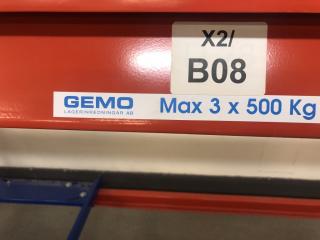 X2/
B08
GEMO
LAGERINREDNINGAR AB
Max 3 x 500 Kg